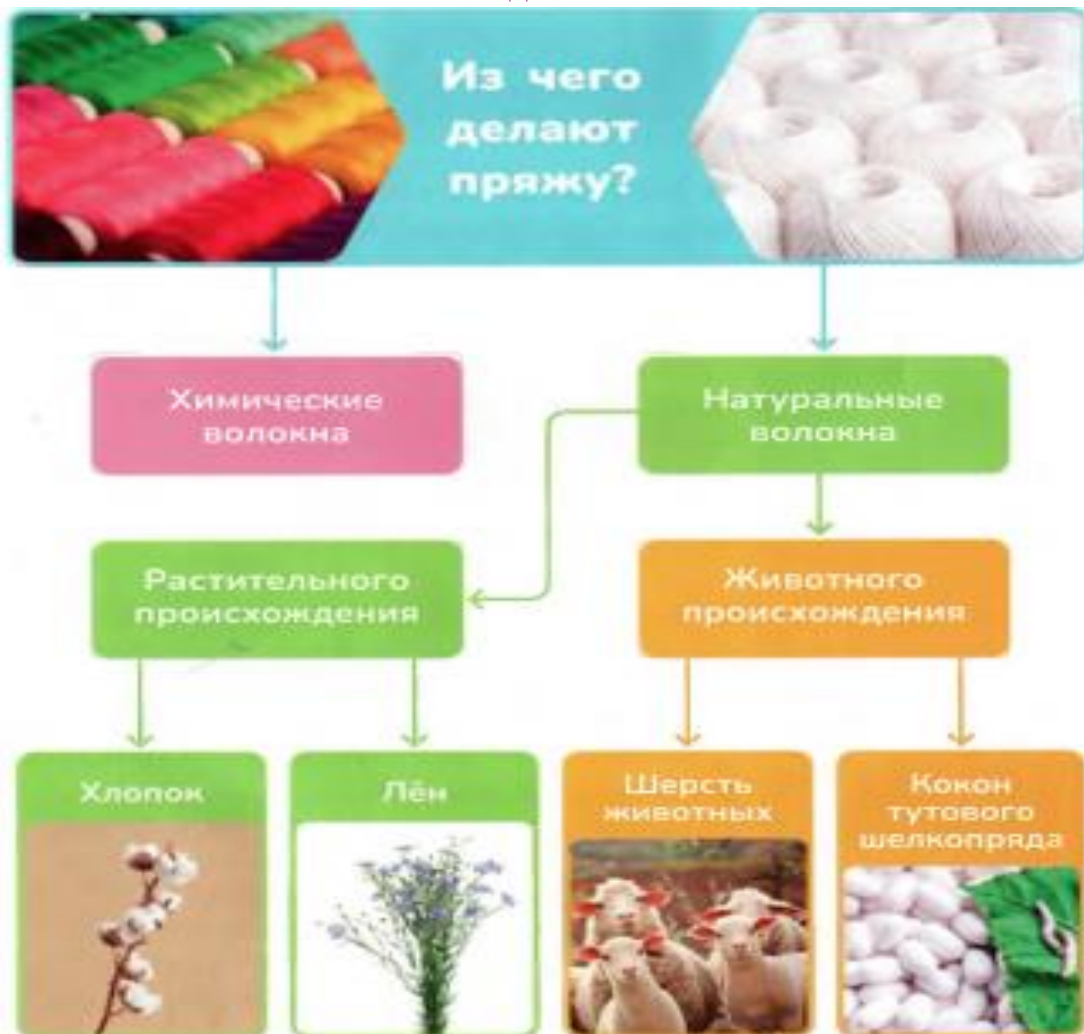 Из чего
делают
пряжу?
Химические
волокна
Натуральные
волокна
Растительного
происхождения
Животного
происхождения
Хлопок
Лён
Шерсть
животных
Кокон
тутового
шелкопряда